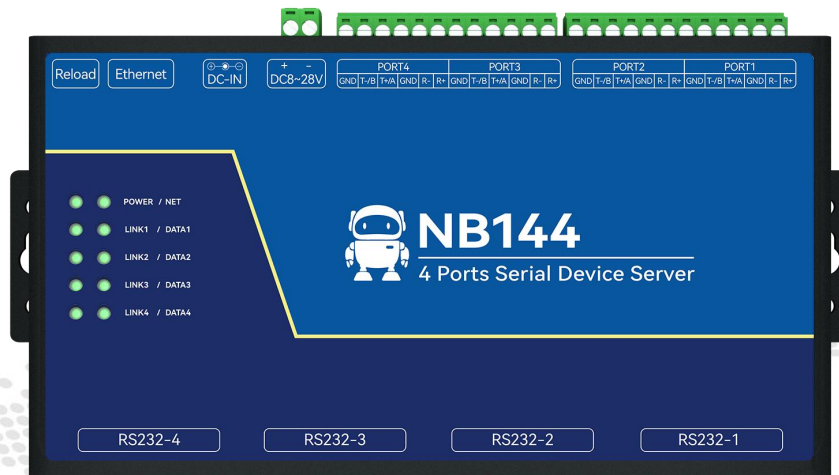 Reload Ethernet DC-IN + - DC8~28V PORT4 PORT3 PORT2 PORT1
GND T-/B T+/A GND R- R+ GND T-/B T+/A GND R- R+ GND T-/B T+/A GND R- R+ GND T-/B T+/A GND R- R+
POWER / NET
LINK1 / DATA1
LINK2 / DATA2
LINK3 / DATA3
LINK4 / DATA4
NB144
4 Ports Serial Device Server
RS232-4 RS232-3 RS232-2 RS232-1